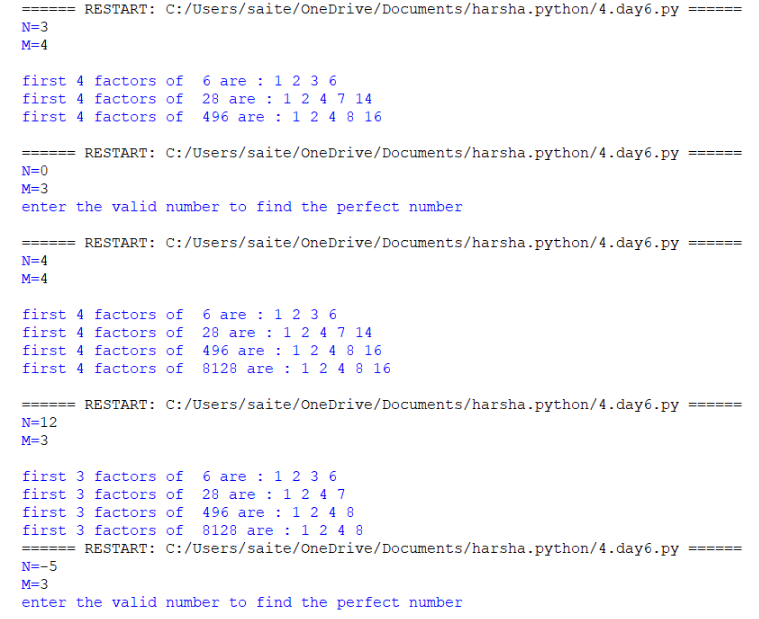 ====== RESTART: C:/Users/saite/OneDrive/Documents/harsha.python/4.day6.py ======
N=3
M=4
first 4 factors of  6 are : 1 2 3 6
first 4 factors of  28 are : 1 2 4 7 14
first 4 factors of  496 are : 1 2 4 8 16
====== RESTART: C:/Users/saite/OneDrive/Documents/harsha.python/4.day6.py ======
N=0
M=3
enter the valid number to find the perfect number
====== RESTART: C:/Users/saite/OneDrive/Documents/harsha.python/4.day6.py ======
N=4
M=4
first 4 factors of  6 are : 1 2 3 6
first 4 factors of  28 are : 1 2 4 7 14
first 4 factors of  496 are : 1 2 4 8 16
first 4 factors of  8128 are : 1 2 4 8 16
====== RESTART: C:/Users/saite/OneDrive/Documents/harsha.python/4.day6.py ======
N=12
M=3
first 3 factors of  6 are : 1 2 3 6
first 3 factors of  28 are : 1 2 4 7
first 3 factors of  496 are : 1 2 4 8
first 3 factors of  8128 are : 1 2 4 8
====== RESTART: C:/Users/saite/OneDrive/Documents/harsha.python/4.day6.py ======
N=-5
M=3
enter the valid number to find the perfect number